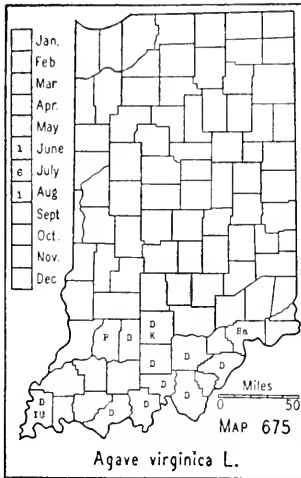 Jan.
Feb
Mar
Apr.
May
1 June
6 July
1 Aug
Sept
Oct.
Nov.
Dec
D
K
P D
Ba
D
D
D
D
D
IU
D
D
D
Miles
0 50
MAP 675
Agave virginica L.